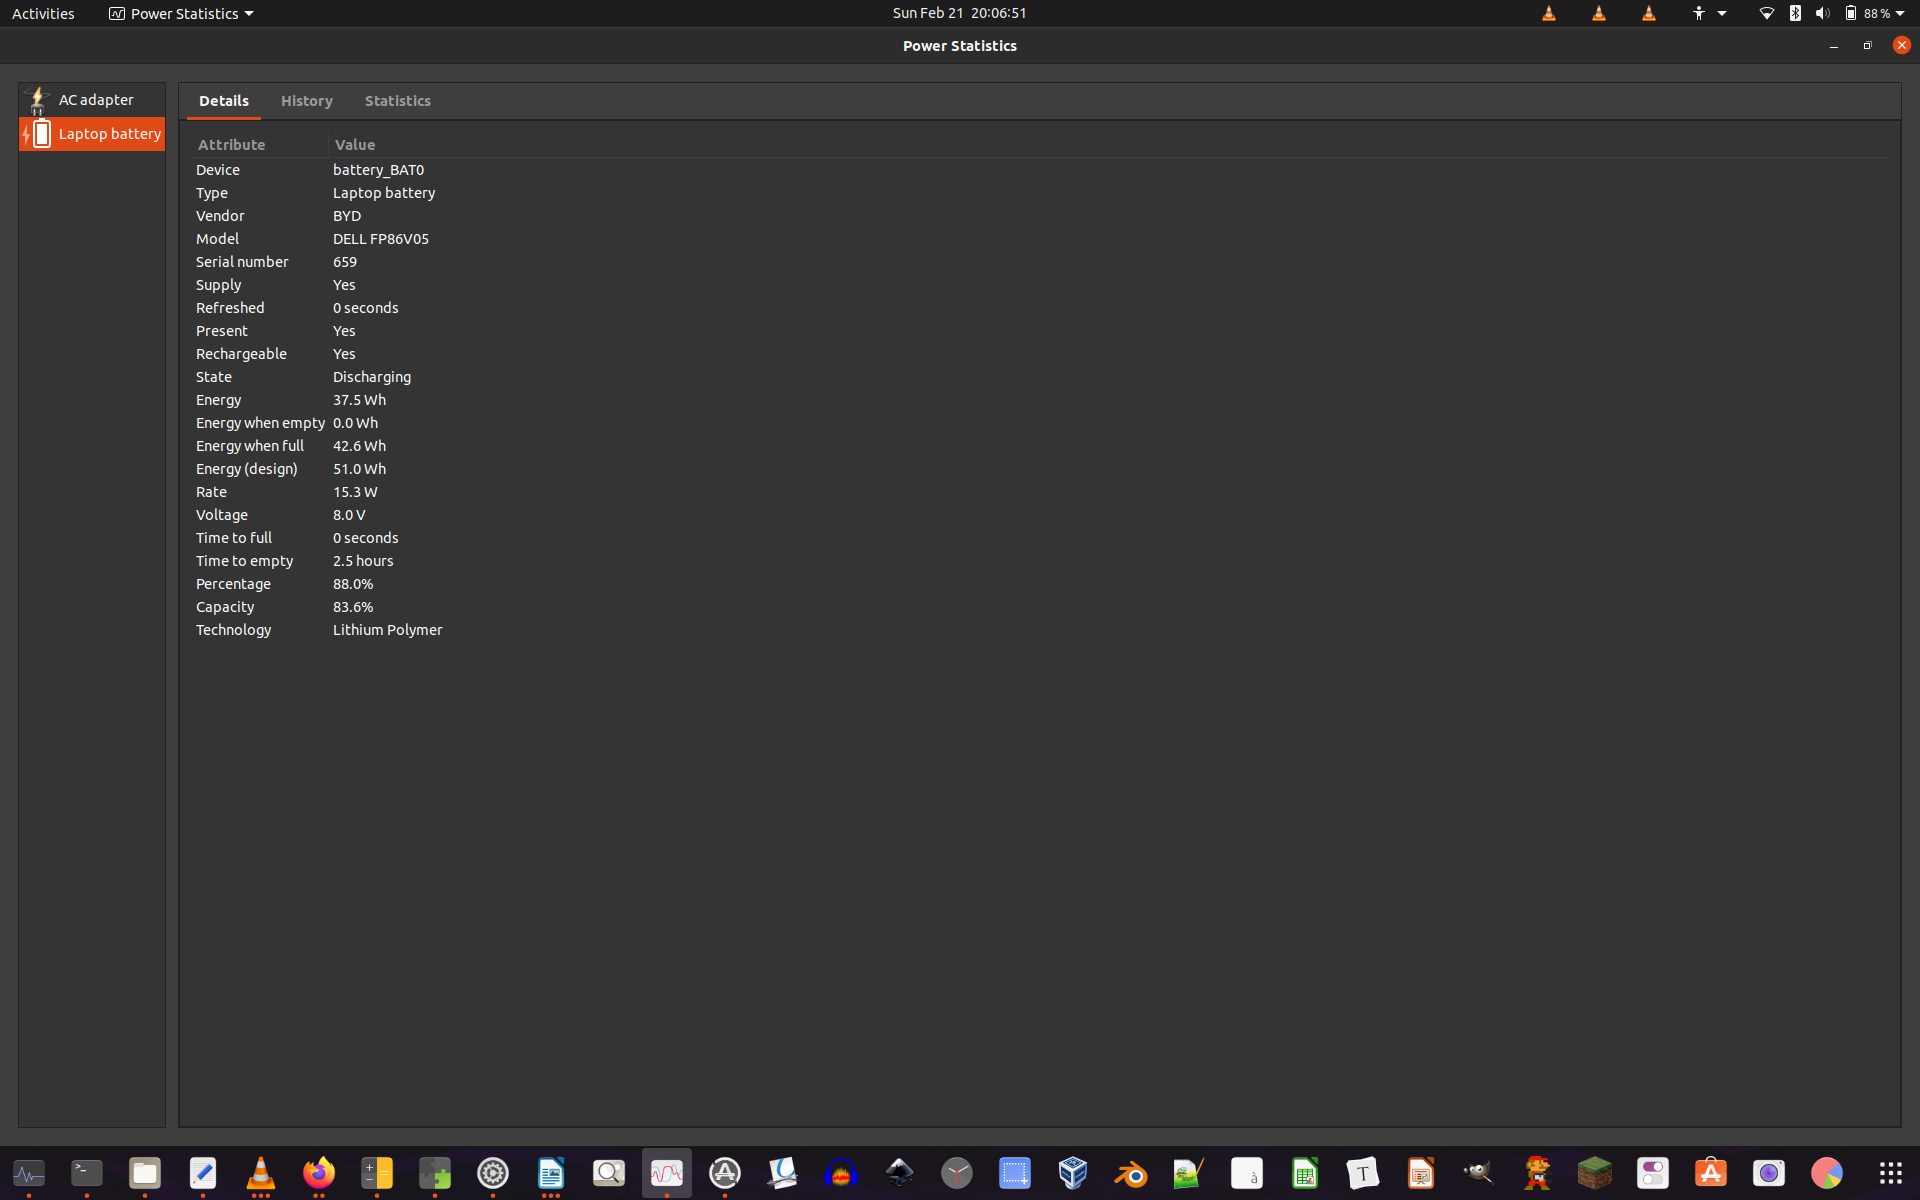 Activities Power Statistics Sun Feb 21 20:06:51 88 %
Power Statistics
AC adapter
Laptop battery
Details History Statistics
Attribute Value
Device battery_BAT0
Type Laptop battery
Vendor BYD
Model DELL FP86V05
Serial number 659
Supply Yes
Refreshed 0 seconds
Present Yes
Rechargeable Yes
State Discharging
Energy 37.5 Wh
Energy when empty 0.0 Wh
Energy when full 42.6 Wh
Energy (design) 51.0 Wh
Rate 15.3 W
Voltage 8.0 V
Time to full 0 seconds
Time to empty 2.5 hours
Percentage 88.0%
Capacity 83.6%
Technology Lithium Polymer